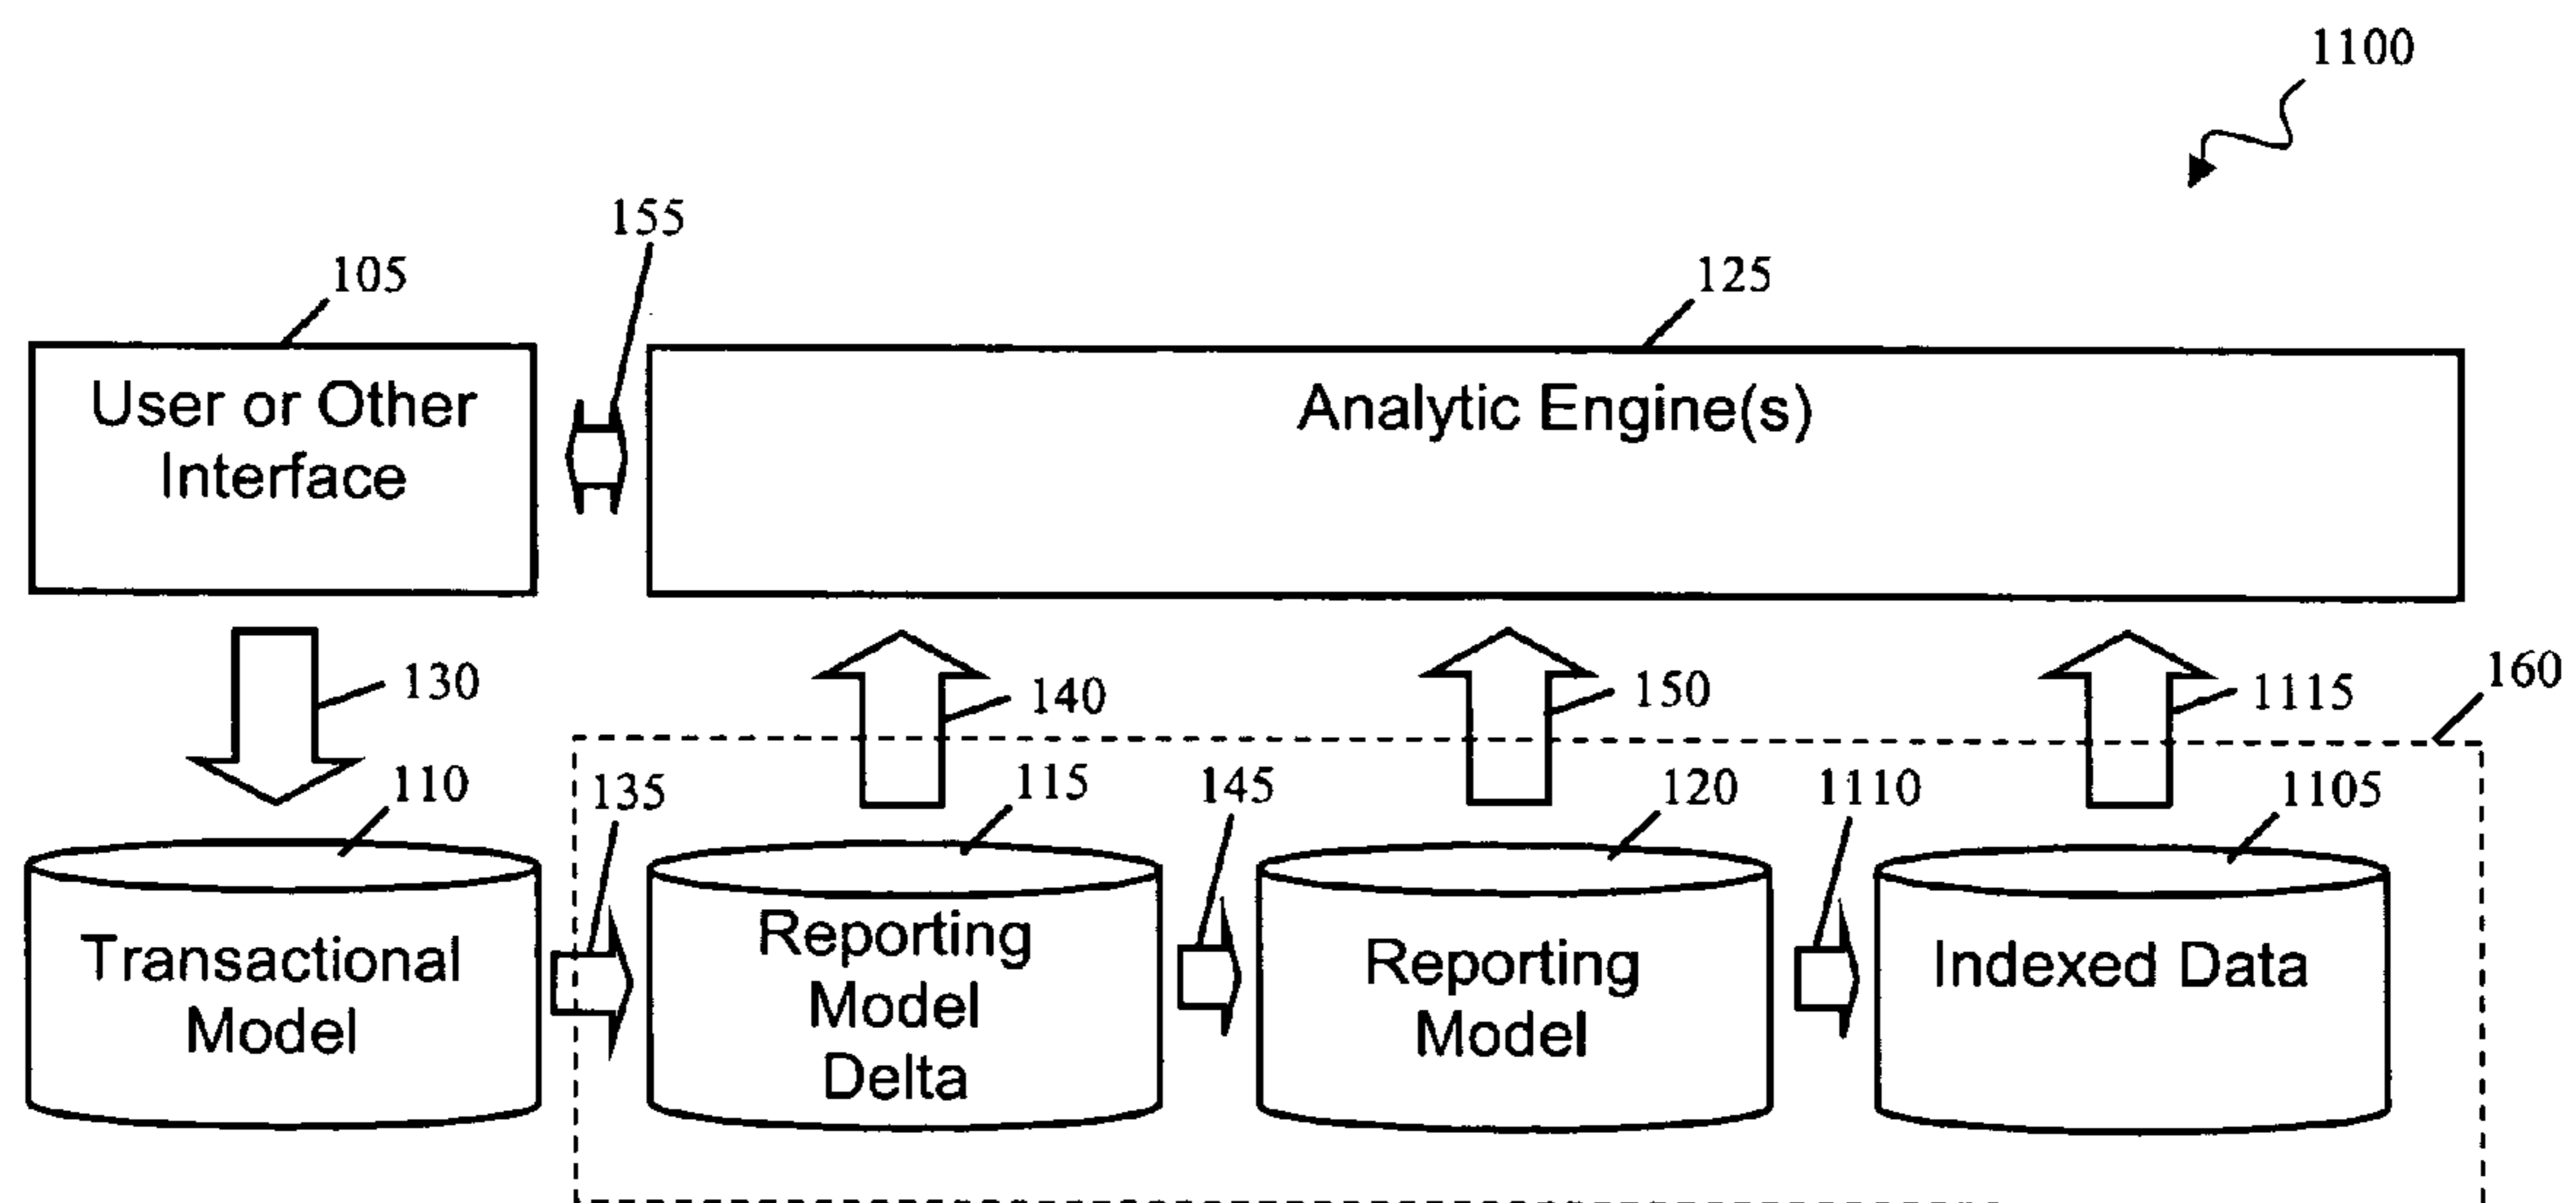 1100
155
105
125
User or Other
Interface
Analytic Engine(s)
130
140
150
1115
160
110
135
115
145
120
1110
1105
Transactional
Model
Reporting
Model
Delta
Reporting
Model
Indexed Data